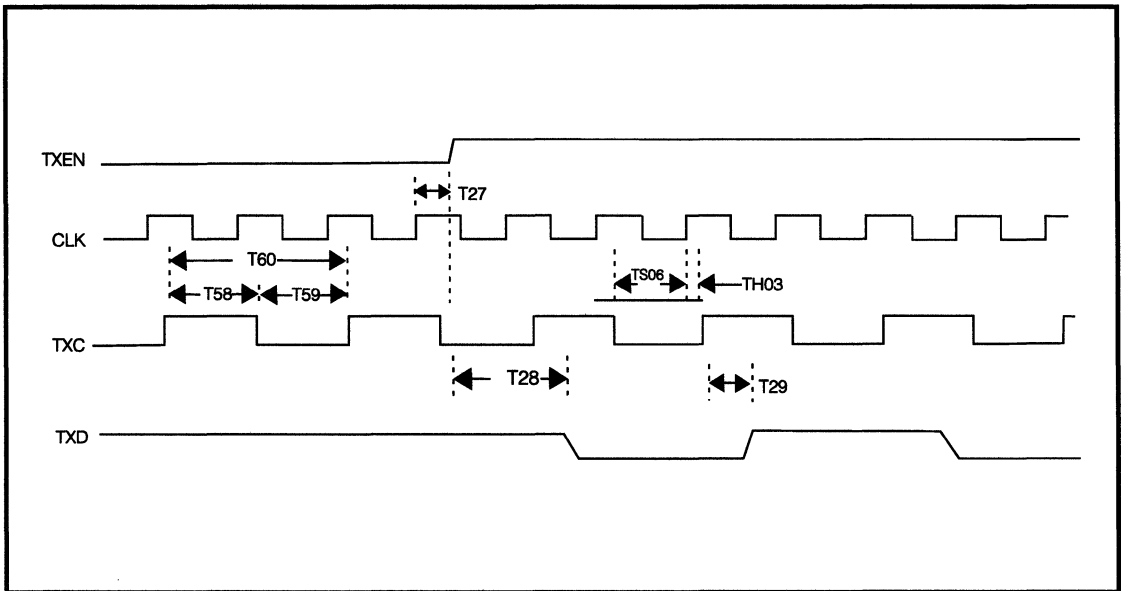 TXEN
T27
CLK
T60
TS06
TH03
T58
T59
TXC
T28
T29
TXD